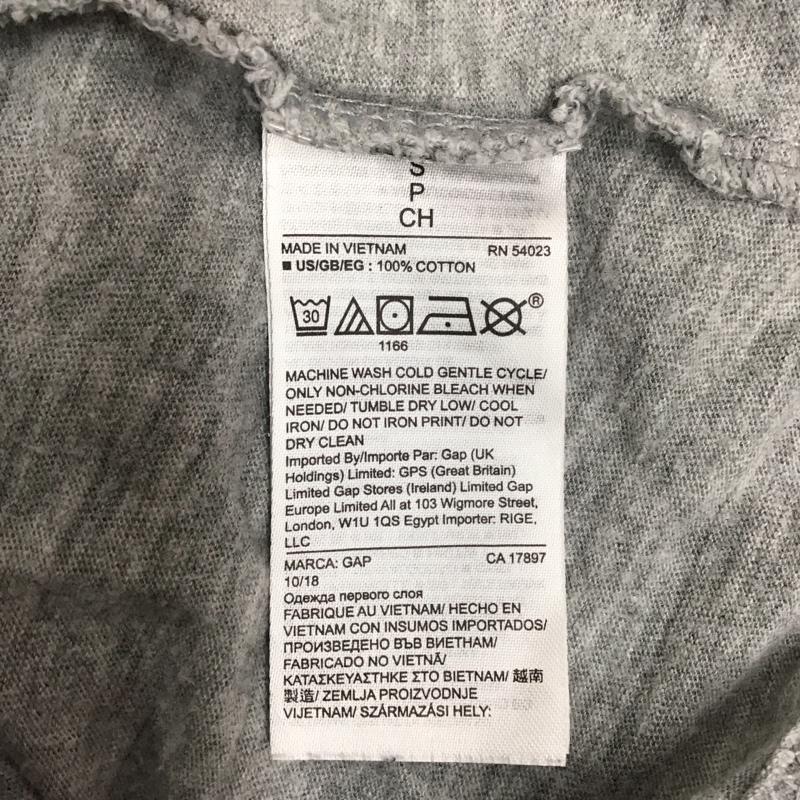 S
P
CH
MADE IN VIETNAM RN 54023
■ US/GB/EG : 100% COTTON
30 ®
1166
MACHINE WASH COLD GENTLE CYCLE/
ONLY NON-CHLORINE BLEACH WHEN
NEEDED/ TUMBLE DRY LOW/ COOL
IRON/ DO NOT IRON PRINT/ DO NOT
DRY CLEAN
Imported By/Importe Par: Gap (UK
Holdings) Limited: GPS (Great Britain)
Limited Gap Stores (Ireland) Limited Gap
Europe Limited All at 103 Wigmore Street,
London, W1U 1QS Egypt Importer: RIGE,
LLC
MARCA: GAP CA 17897
10/18
Одежда первого слоя
FABRIQUE AU VIETNAM/ HECHO EN
VIETNAM CON INSUMOS IMPORTADOS/
ПРОИЗВЕДЕНО ВЪВ ВИЕТНАМ/
FABRICADO NO VIETNÃ/
ΚΑΤΑΣΚΕΥΑΣΤΗΚΕ ΣΤΟ ΒΙΕΤΝΑΜ/ 越南
製造/ ZEMLJA PROIZVODNJE
VIJETNAM/ SZÁRMAZÁSI HELY: